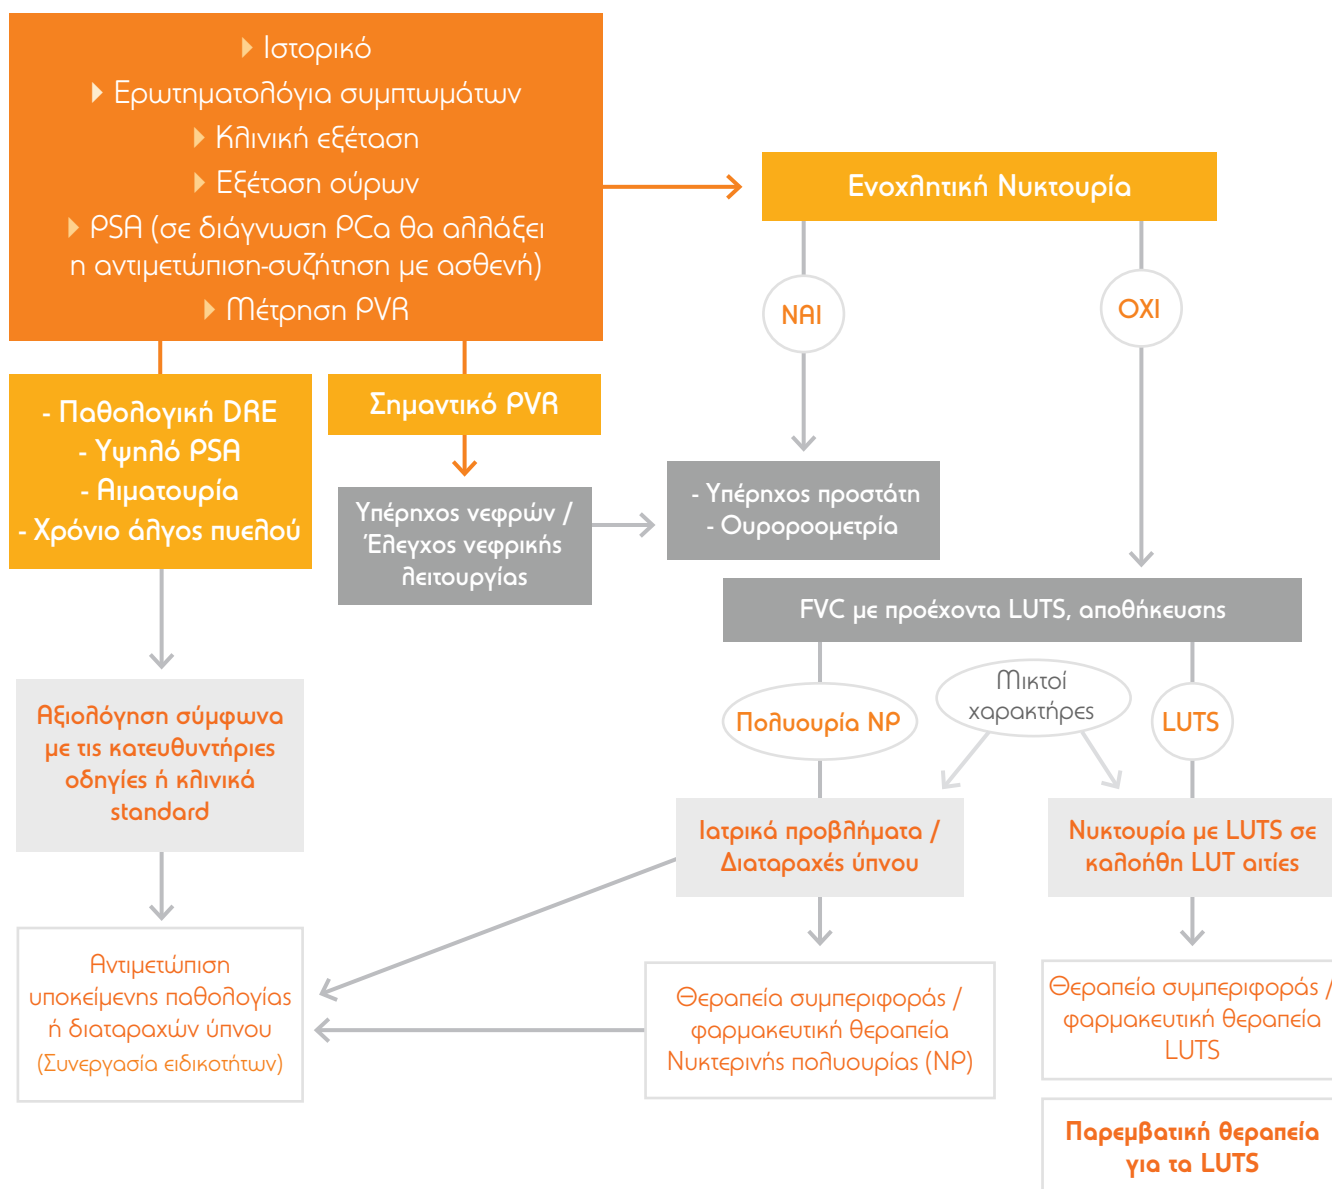 Ιστορικό
Ερωτηματολόγια συμπτωμάτων
Κλινική εξέταση
Εξέταση ούρων
PSA (σε διάγνωση PCa θα αλλάξει
η αντιμετώπιση-συζήτηση με ασθενή)
Μέτρηση PVR
Ενοχλητική Νυκτουρία
ΝΑΙ
ΟΧΙ
- Παθολογική DRE
- Υψηλό PSA
- Αιματουρία
- Χρόνιο άλγος πυελού
Σημαντικό PVR
Υπέρηχος νεφρών /
Έλεγχος νεφρικής
λειτουργίας
- Υπέρηχος προστάτη
- Ουροροομετρία
FVC με προέχοντα LUTS, αποθήκευσης
Πολυουρία NP
Μικτοί
χαρακτήρες
LUTS
Αξιολόγηση σύμφωνα
με τις κατευθυντήριες
οδηγίες ή κλινικά
standard
Ιατρικά προβλήματα /
Διαταραχές ύπνου
Νυκτουρία με LUTS σε
καλοήθη LUT αιτίες
Αντιμετώπιση
υποκείμενης παθολογίας
ή διαταραχών ύπνου
(Συνεργασία ειδικοτήτων)
Θεραπεία συμπεριφοράς /
φαρμακευτική θεραπεία
Νυκτερινής πολυουρίας (NP)
Θεραπεία συμπεριφοράς /
φαρμακευτική θεραπεία
LUTS
Παρεμβατική θεραπεία
για τα LUTS